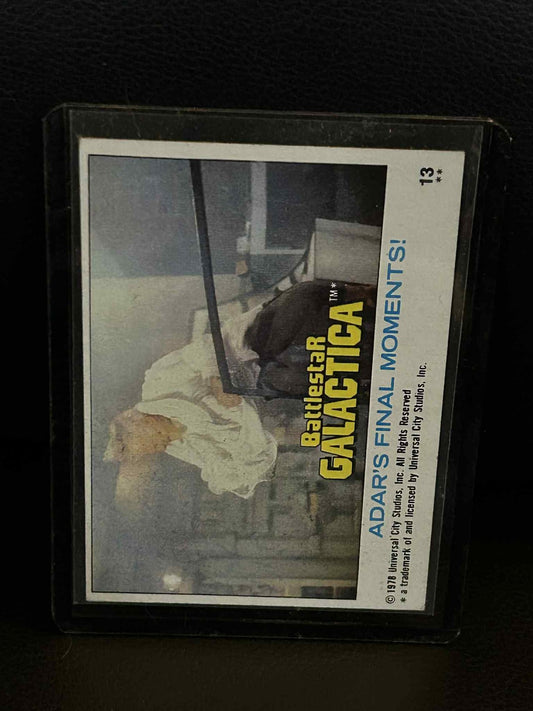 Battlestar
GALACTICA™*
ADAR'S FINAL MOMENTS!
13
**
© 1978 Universal City Studios, Inc. All Rights Reserved
* a trademark of and licensed by Universal City Studios, Inc.